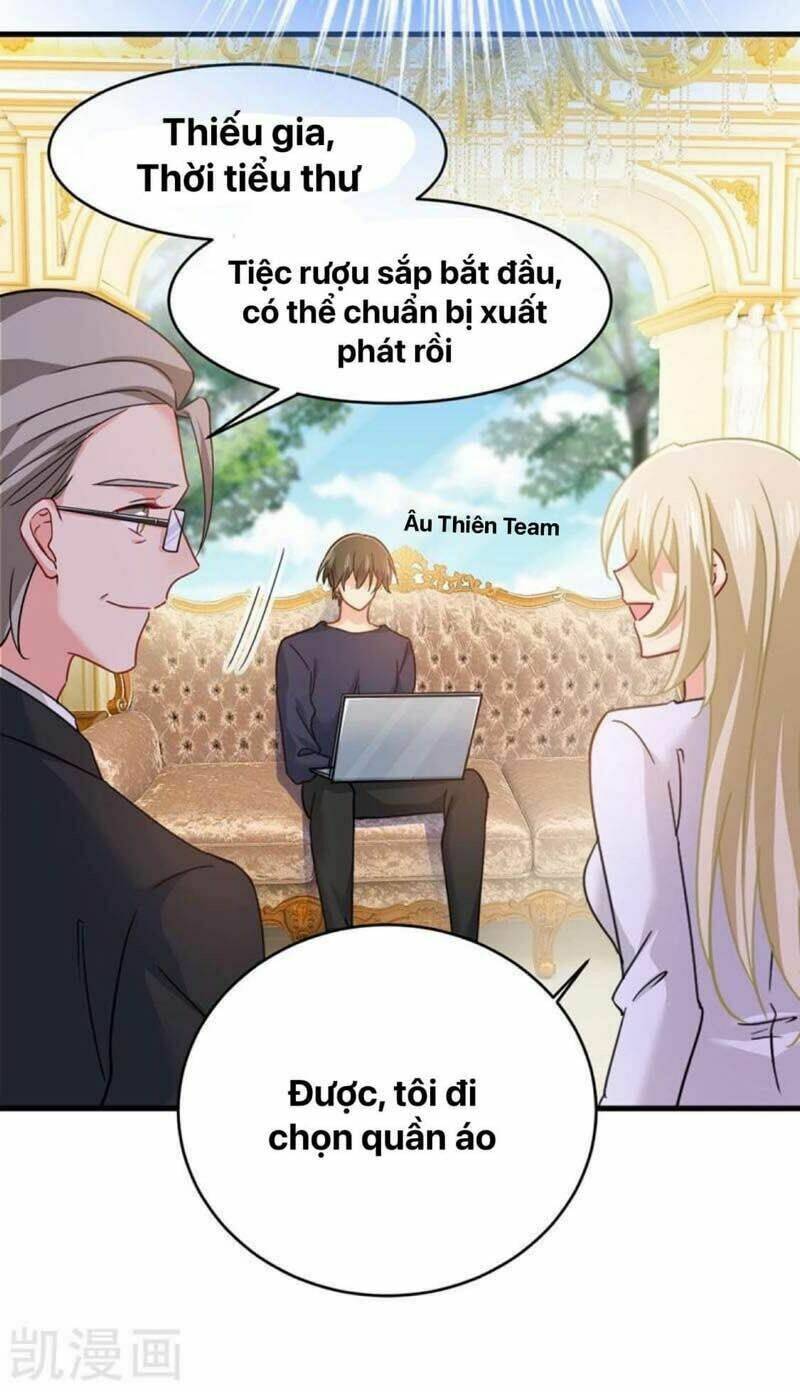 Thiếu gia,
Thời tiểu thư
Tiệc rượu sắp bắt đầu,
có thể chuẩn bị xuất
phát rồi
Âu Thiên Team
Được, tôi đi
chọn quần áo
凯漫画